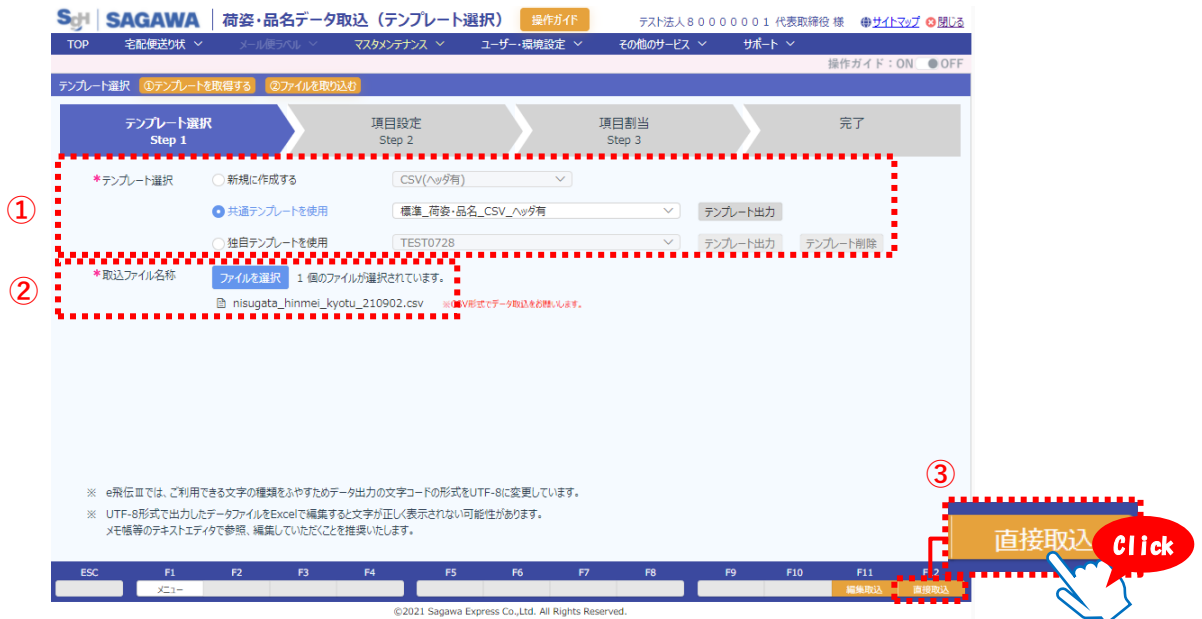 SGH SAGAWA 荷姿・品名データ取込（テンプレート選択） 操作ガイド テスト法人８００００００１ 代表取締役 様 サイトマップ 閉じる
TOP 宅配便送り状 メール便ラベル マスタメンテナンス ユーザー・環境設定 その他のサービス サポート
操作ガイド：ON OFF
テンプレート選択 ①テンプレートを取得する ②ファイルを取り込む
テンプレート選択 項目設定 項目割当 完了
Step 1 Step 2 Step 3
①
*テンプレート選択 新規に作成する CSV(ヘッダ有)
共通テンプレートを使用 標準_荷姿・品名_CSV_ヘッダ有 テンプレート出力
独自テンプレートを使用 TEST0728 テンプレート出力 テンプレート削除
②
*取込ファイル名称 ファイルを選択 1 個のファイルが選択されています。
nisugata_hinmei_kyotu_210902.csv ※CSV形式でデータ取込をお願いします。
③
※ e飛伝Ⅲでは、ご利用できる文字の種類をふやすためデータ出力の文字コードの形式をUTF-8に変更しています。
※ UTF-8形式で出力したデータファイルをExcelで編集すると文字が正しく表示されない可能性があります。
メモ帳等のテキストエディタで参照、編集していただくことを推奨いたします。
直接取込 Click
ESC F1 F2 F3 F4 F5 F6 F7 F8 F9 F10 F11 F12
メニュー 編集取込 直接取込
©2021 Sagawa Express Co.,Ltd. All Rights Reserved.